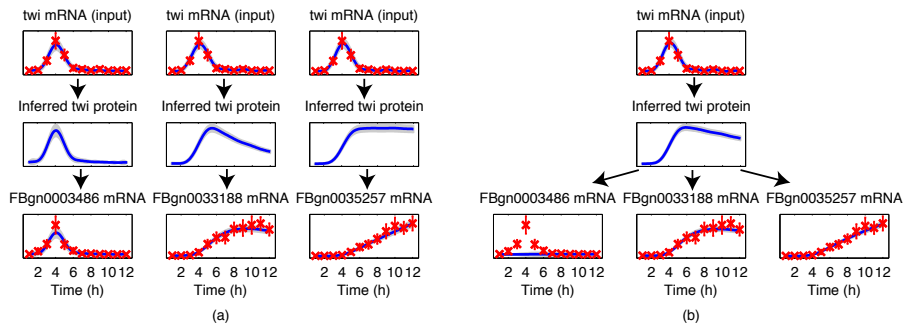 twi mRNA (input) twi mRNA (input) twi mRNA (input) twi mRNA (input)
Inferred twi protein Inferred twi protein Inferred twi protein Inferred twi protein
FBgn0003486 mRNA FBgn0033188 mRNA FBgn0035257 mRNA FBgn0003486 mRNA FBgn0033188 mRNA FBgn0035257 mRNA
2 4 6 8 10 12 2 4 6 8 10 12 2 4 6 8 10 12 2 4 6 8 10 12 2 4 6 8 10 12 2 4 6 8 10 12
Time (h) Time (h) Time (h) Time (h) Time (h) Time (h)
(a) (b)